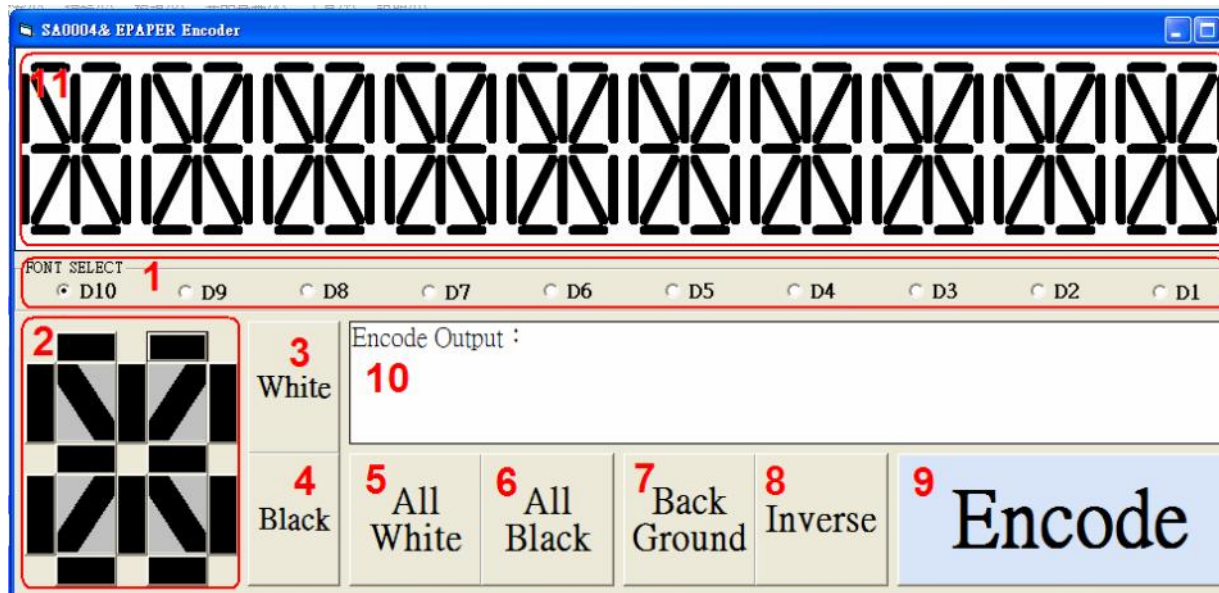 SA0004& EPAPER Encoder
11
FONT SELECT
1
D10 D9 D8 D7 D6 D5 D4 D3 D2 D1
2
3
White
Encode Output：
10
4
Black
5
All
White
6
All
Black
7
Back
Ground
8
Inverse
9
Encode